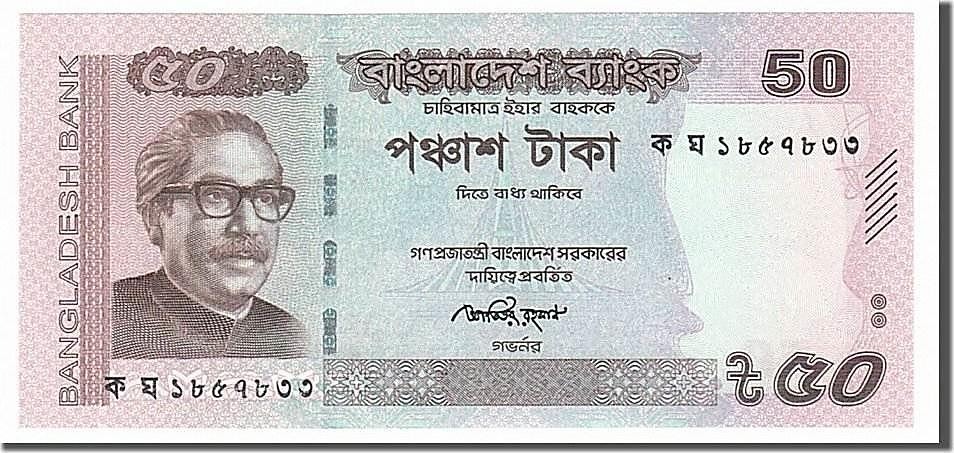 BANGLADESH BANK
৫০
বাংলাদেশ ব্যাংক
50
চাহিবামাত্র ইহার বাহককে
পঞ্চাশ টাকা
ক ঘ ১৮৫৭৮৩৩
দিতে বাধ্য থাকিবে
গণপ্রজাতন্ত্রী বাংলাদেশ সরকারের
দায়িত্বে প্রবর্তিত
গভর্নর
ক ঘ ১৮৫৭৮৩৩
৳৫০